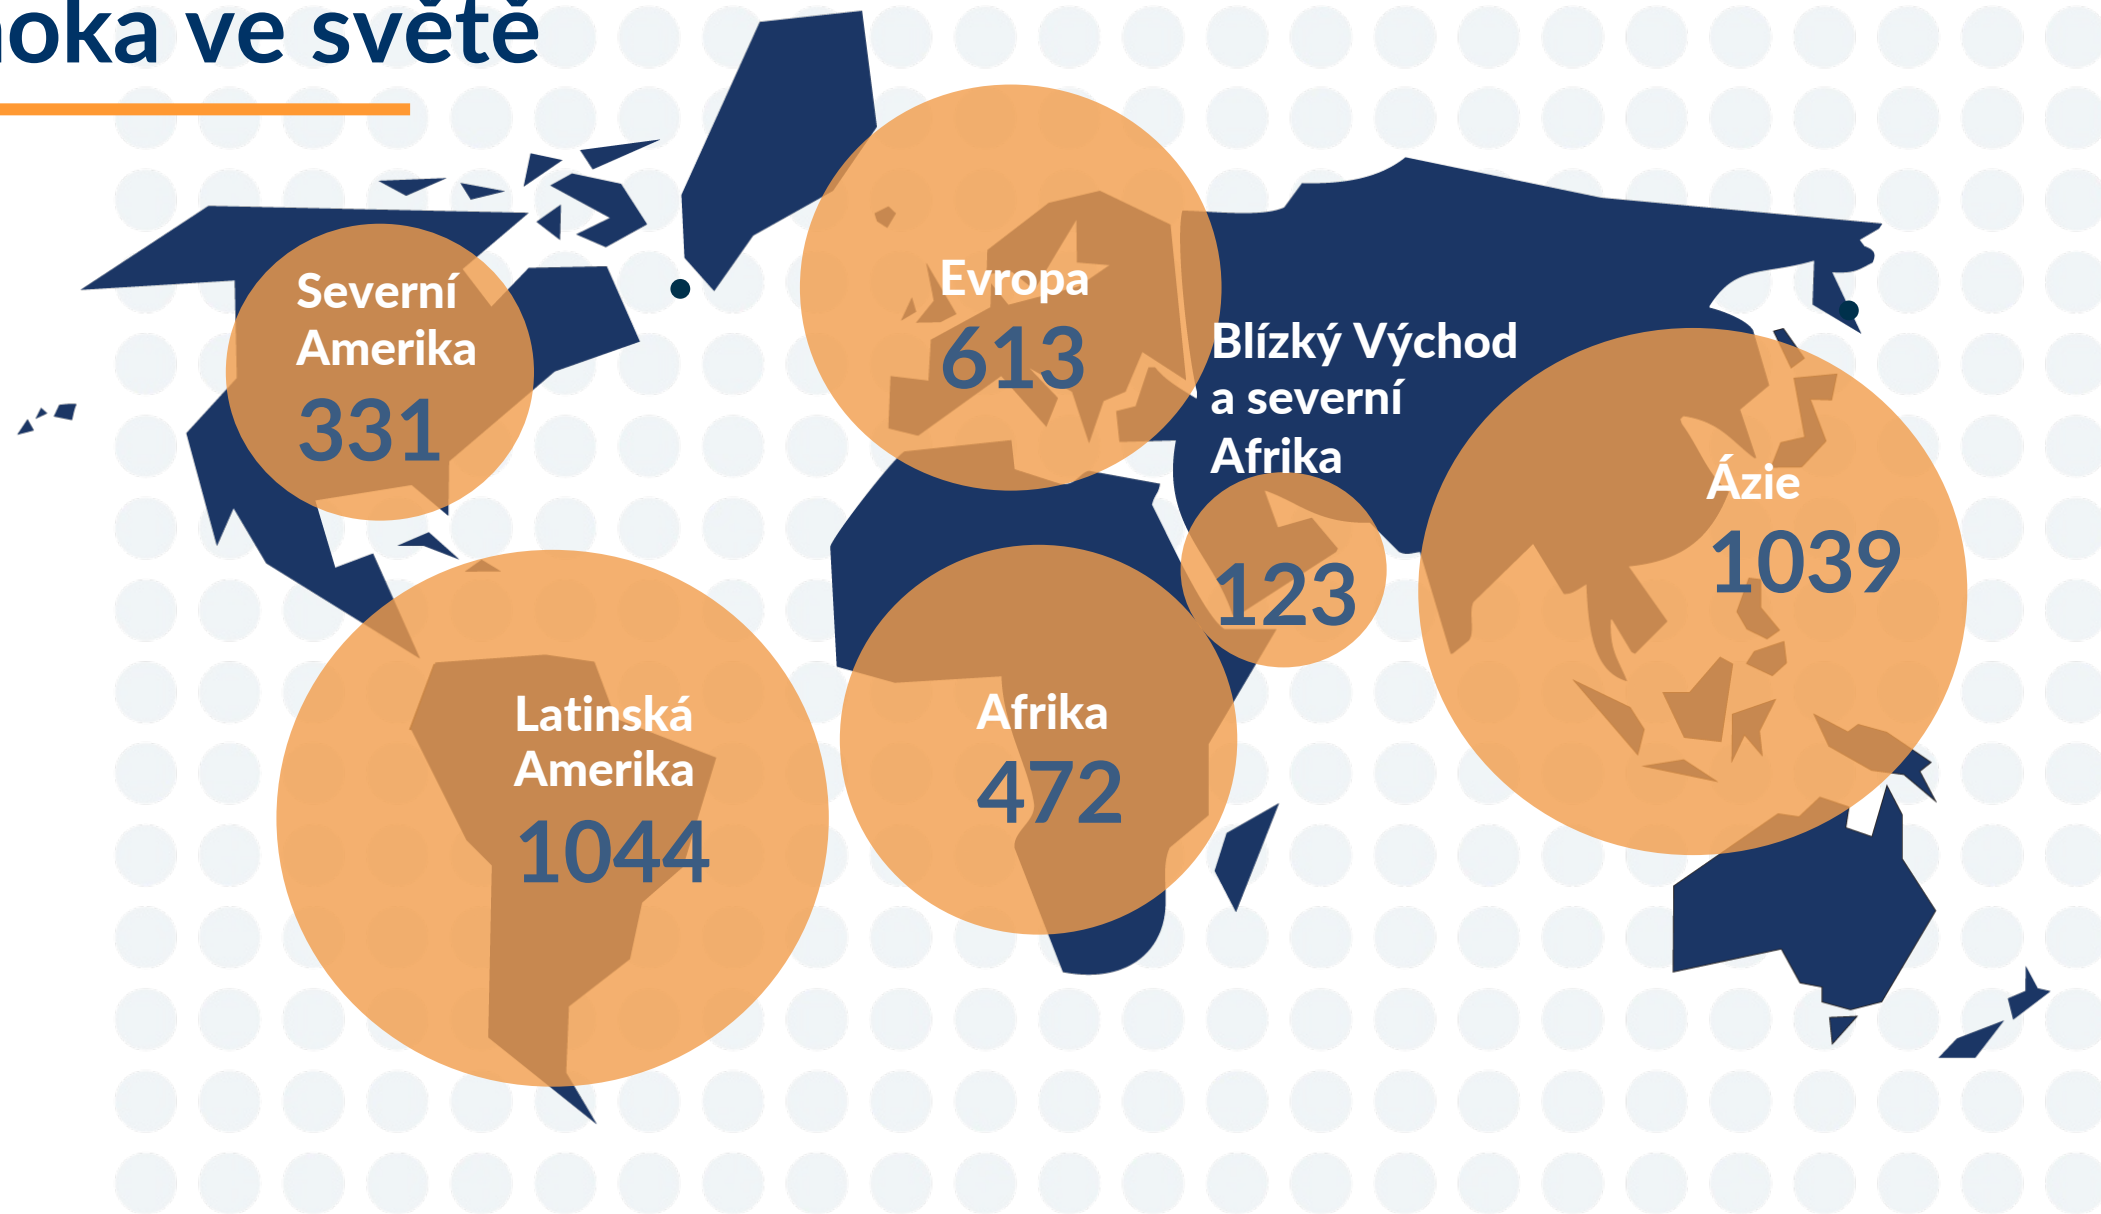 ve světě
Severní
Amerika
331
Evropa
613
Blízký Východ
a severní
Afrika
123
Ázie
1039
Latinská
Amerika
1044
Afrika
472